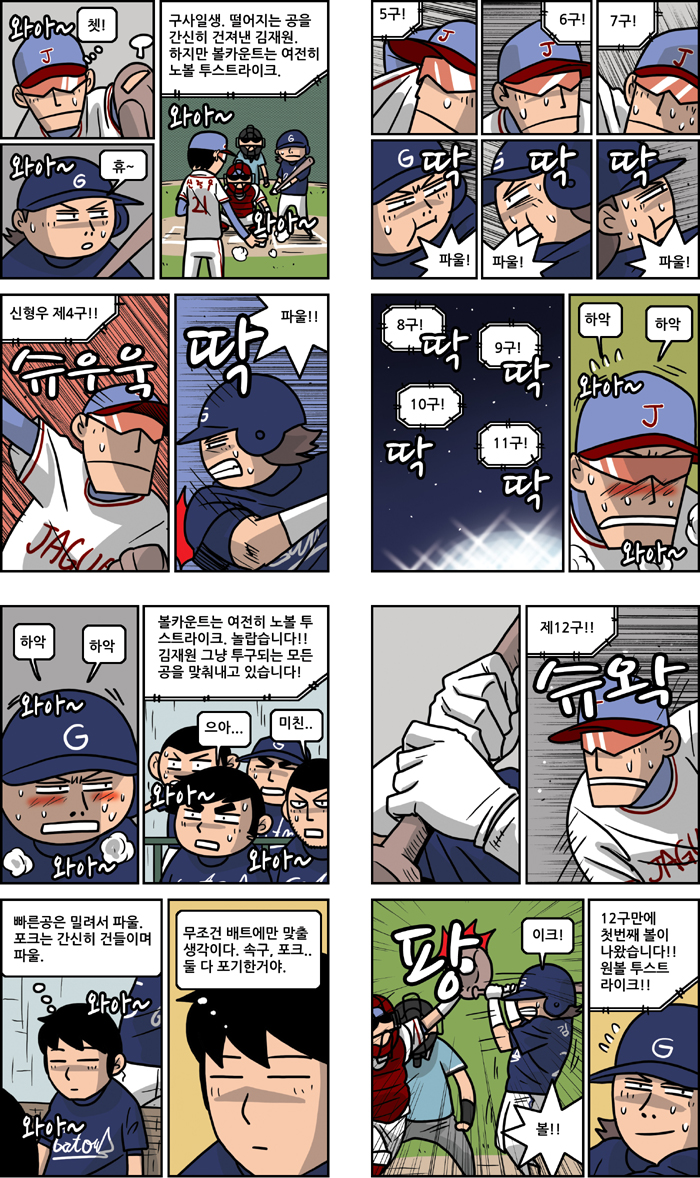 와아~
쳇!
J
와아~
휴~
G
구사일생. 떨어지는 공을
간신히 건져낸 김재원.
하지만 볼카운트는 여전히
노볼 투스트라이크.
와아~
G
와아~
신형우 제4구!!
슈우욱
JAGU
파울!!
딱
G
5구!
J
6구!
J
7구!
J
G
딱
파울!
G
딱
파울!
딱
파울!
8구!
딱
9구!
딱
10구!
딱
11구!
딱
하악
하악
와아~
J
와아~
하악
하악
와아~
G
와아~
볼카운트는 여전히 노볼 투
스트라이크. 놀랍습니다!!
김재원 그냥 투구되는 모든
공을 맞춰내고 있습니다!
으아...
미친..
G
와아~
와아~
빠른공은 밀려서 파울.
포크는 간신히 건들이며
파울.
와아~
와아~
무조건 배트에만 맞출
생각이다. 속구, 포크..
둘 다 포기한거야.
제12구!!
슈와악
JAGU
팡
이크!
G
김
볼!!
12구만에
첫번째 볼이
나왔습니다!!
원볼 투스트
라이크!!
G